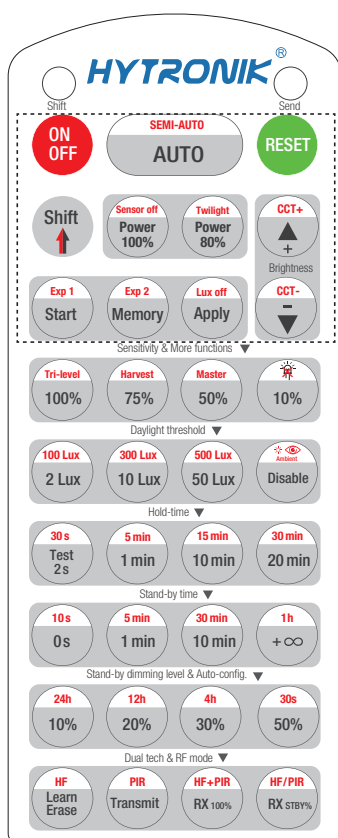 HYTRONIK®
Shift
Send
ON
OFF
SEMI-AUTO
AUTO
RESET
Shift
Sensor off
Power
100%
Twilight
Power
80%
CCT+
+
Brightness
CCT-
-
Exp 1
Start
Exp 2
Memory
Lux off
Apply
Sensitivity & More functions ▼
Tri-level
100%
Harvest
75%
Master
50%
10%
Daylight threshold ▼
100 Lux
2 Lux
300 Lux
10 Lux
500 Lux
50 Lux
Ambient
Disable
Hold-time ▼
30 s
Test
2 s
5 min
1 min
15 min
10 min
30 min
20 min
Stand-by time ▼
10 s
0 s
5 min
1 min
30 min
10 min
1h
+∞
Stand-by dimming level & Auto-config. ▼
24h
10%
12h
20%
4h
30%
30s
50%
Dual tech & RF mode ▼
HF
Learn
Erase
PIR
Transmit
HF+PIR
RX 100%
HF/PIR
RX STBY%